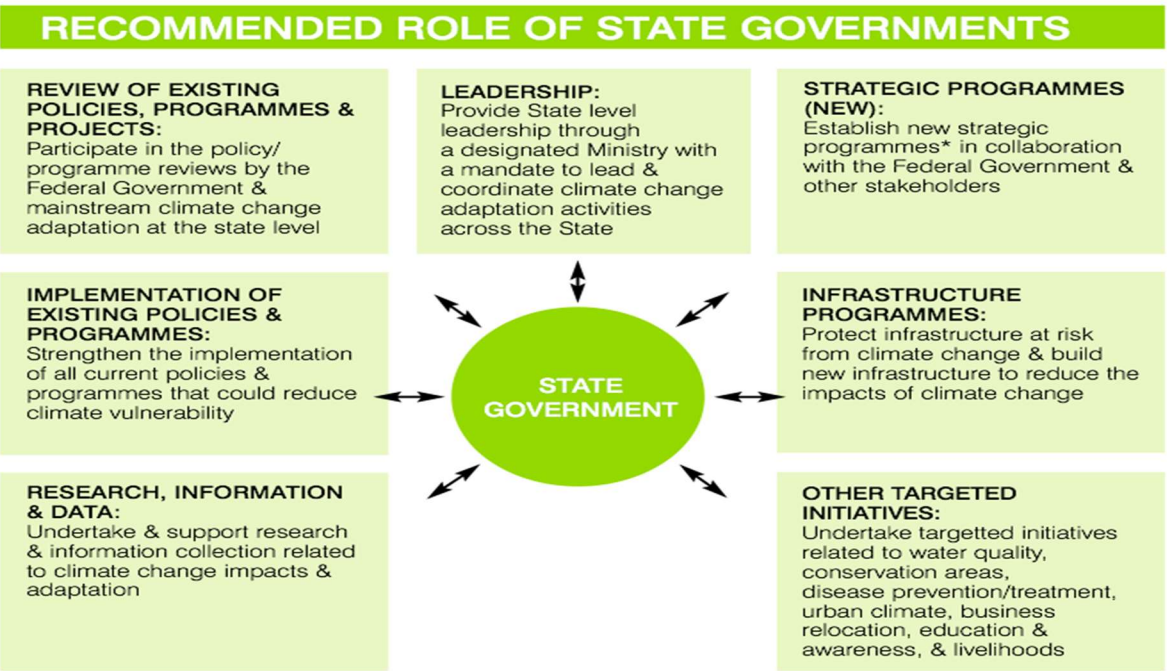 RECOMMENDED ROLE OF STATE GOVERNMENTS
REVIEW OF EXISTING
POLICIES, PROGRAMMES &
PROJECTS:
Participate in the policy/
programme reviews by the
Federal Government &
mainstream climate change
adaptation at the state level
LEADERSHIP:
Provide State level
leadership through
a designated Ministry with
a mandate to lead &
coordinate climate change
adaptation activities
across the State
STRATEGIC PROGRAMMES
(NEW):
Establish new strategic
programmes* in collaboration
with the Federal Government &
other stakeholders
IMPLEMENTATION OF
EXISTING POLICIES &
PROGRAMMES:
Strengthen the implementation
of all current policies &
programmes that could reduce
climate vulnerability
STATE
GOVERNMENT
INFRASTRUCTURE
PROGRAMMES:
Protect infrastructure at risk
from climate change & build
new infrastructure to reduce the
impacts of climate change
RESEARCH, INFORMATION
& DATA:
Undertake & support research
& information collection related
to climate change impacts &
adaptation
OTHER TARGETED
INITIATIVES:
Undertake targetted initiatives
related to water quality,
conservation areas,
disease prevention/treatment,
urban climate, business
relocation, education &
awareness, & livelihoods